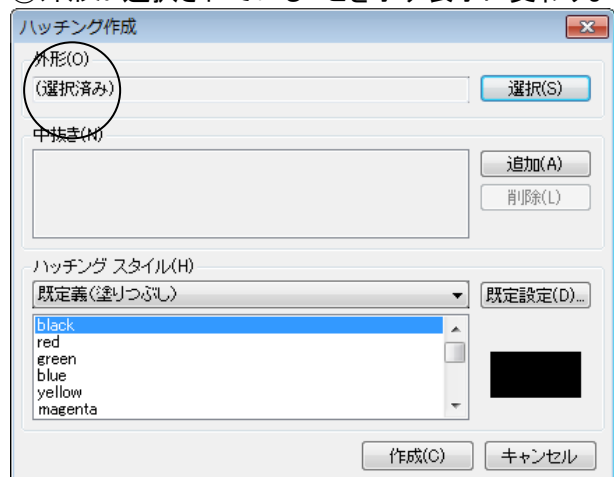 ハッチング作成
外形(O)
(選択済み)
選択(S)
中抜き(N)
追加(A)
削除(L)
ハッチング スタイル(H)
既定義(塗りつぶし)
既定設定(D)...
black
red
green
blue
yellow
magenta
作成(C)
キャンセル